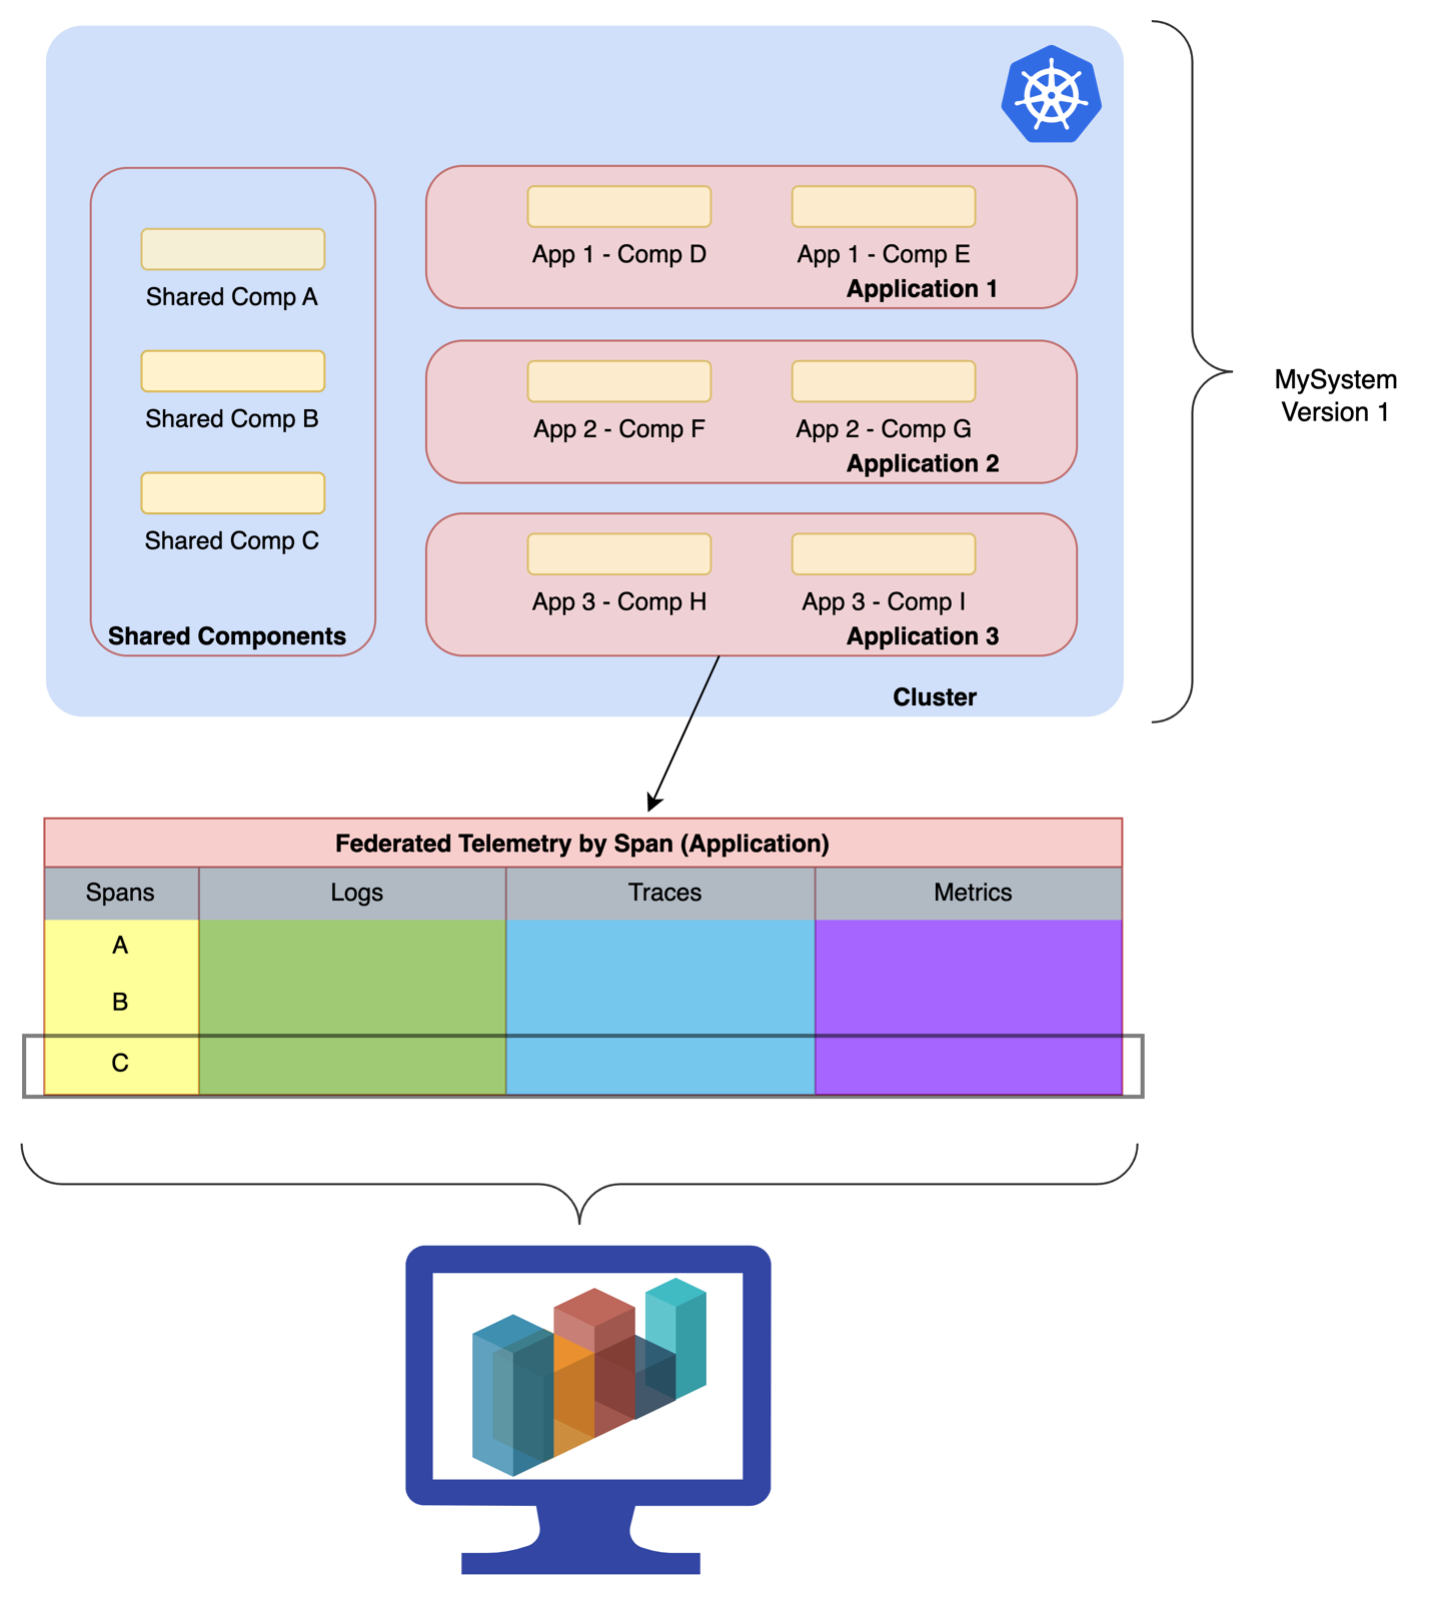 Shared Comp A
Shared Comp B
Shared Comp C
Shared Components
App 1 - Comp D
App 1 - Comp E
Application 1
App 2 - Comp F
App 2 - Comp G
Application 2
App 3 - Comp H
App 3 - Comp I
Application 3
Cluster
MySystem
Version 1
Federated Telemetry by Span (Application)
Spans
Logs
Traces
Metrics
A
B
C